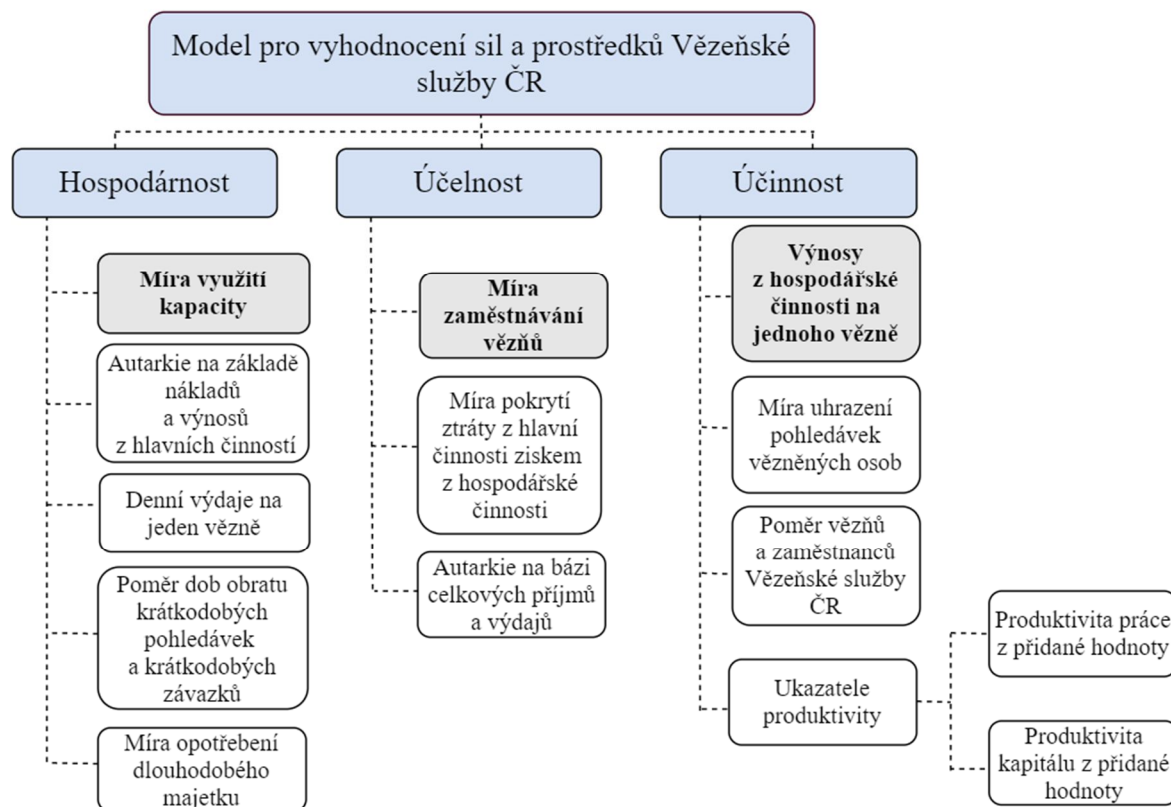 Model pro vyhodnocení sil a prostředků Vězeňské
služby ČR
Hospodárnost
Míra využití
kapacity
Autarkie na základě
nákladů
a výnosů
z hlavních činností
Denní výdaje na
jeden vězně
Poměr dob obratu
krátkodobých
pohledávek
a krátkodobých
závazků
Míra opotřebení
dlouhodobého
majetku
Účelnost
Míra
zaměstnávání
vězňů
Míra pokrytí
ztráty z hlavní
činnosti ziskem
z hospodářské
činnosti
Autarkie na bázi
celkových příjmů
a výdajů
Účinnost
Výnosy
z hospodářské
činnosti na
jednoho vězně
Míra uhrazení
pohledávek
vězněných osob
Poměr vězňů
a zaměstnanců
Vězeňské služby
ČR
Ukazatele
produktivity
Produktivita práce
z přidané hodnoty
Produktivita
kapitálu z přidané
hodnoty